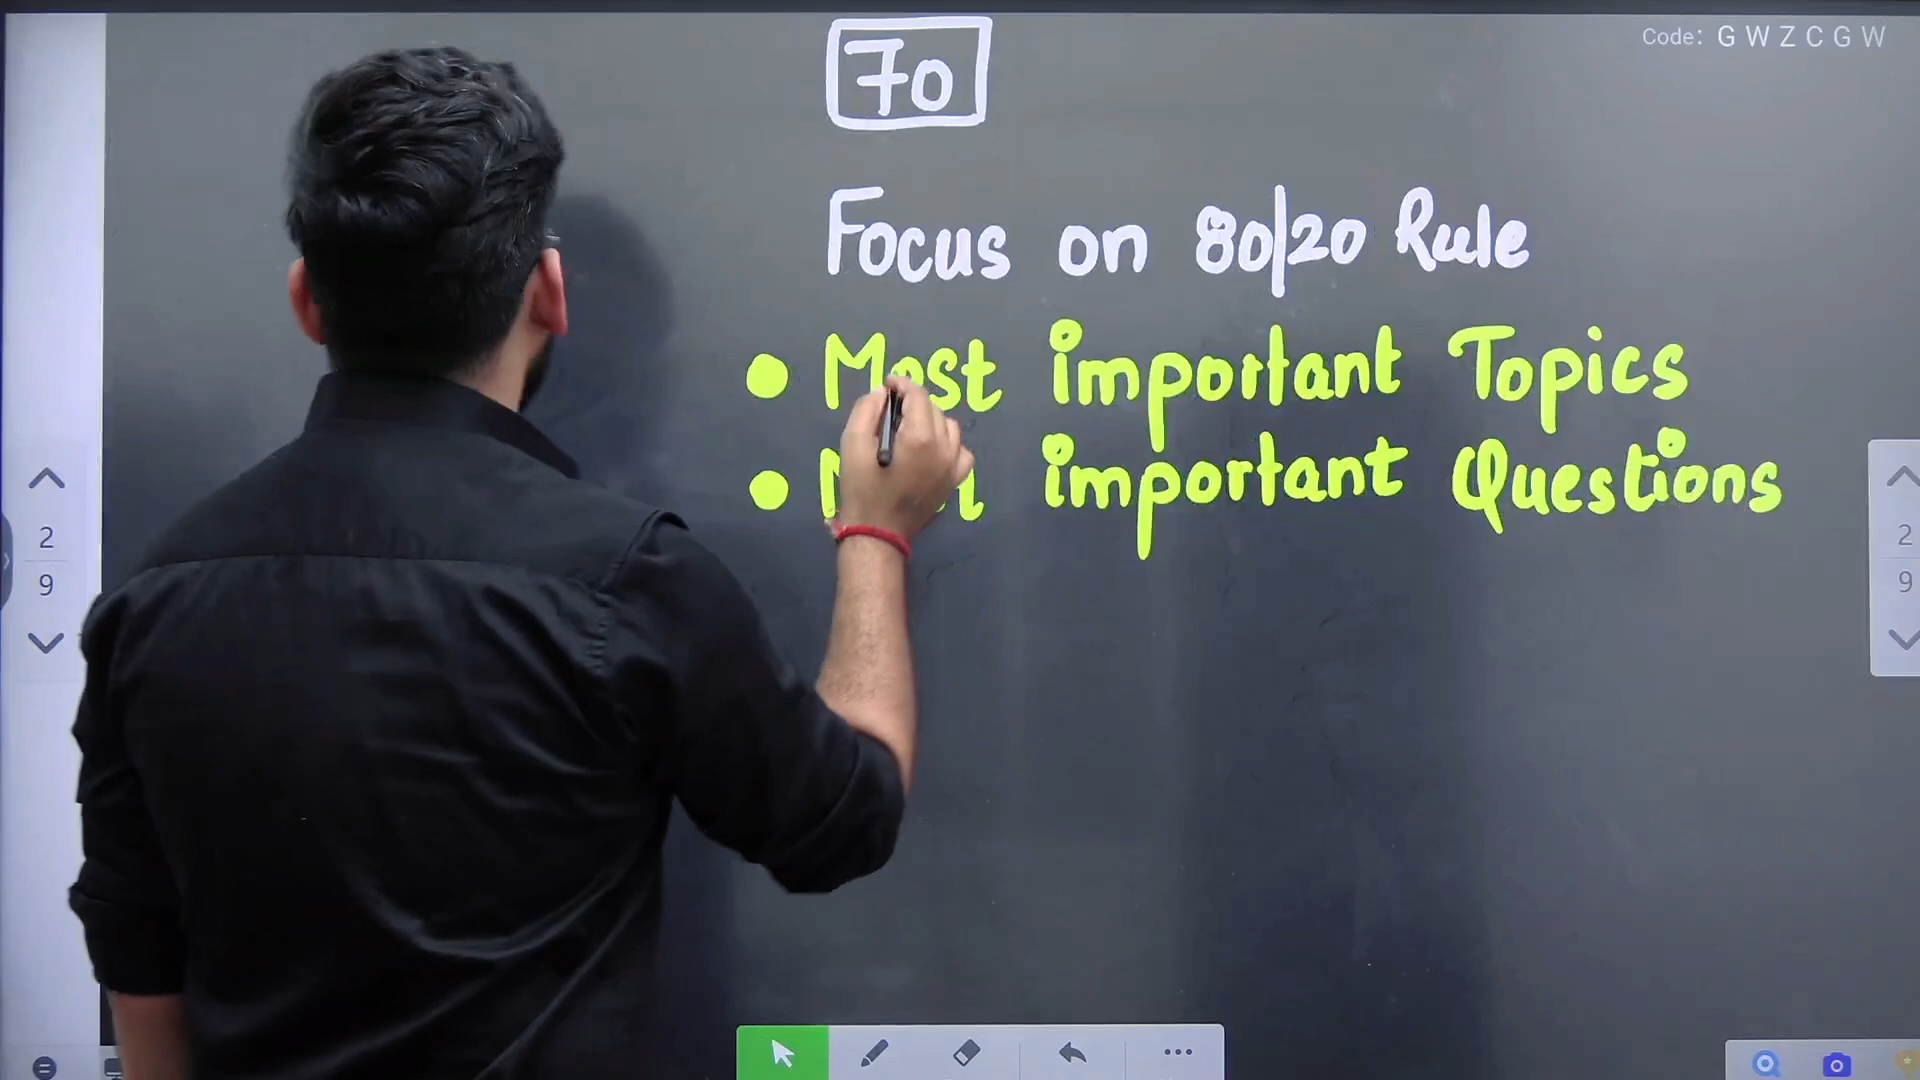 Code: GWZCGW
70
Focus on 80/20 Rule
• Most important Topics
• important Questions
2
9
2
9